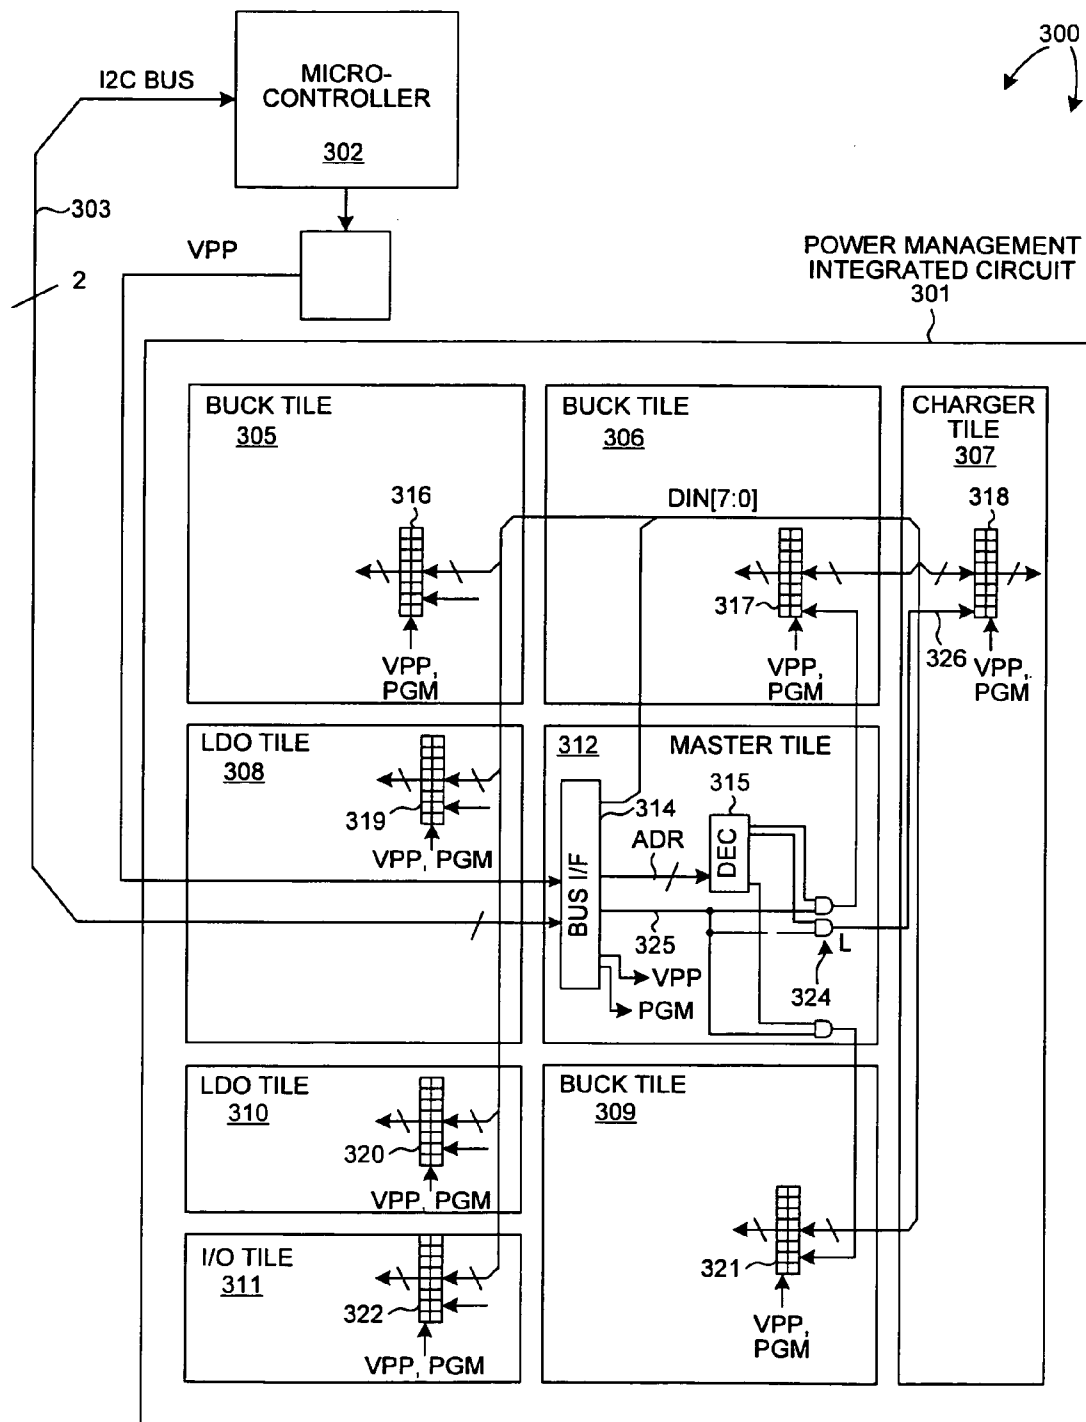 300
I2C BUS
MICRO-
CONTROLLER
302
303
VPP
2
POWER MANAGEMENT
INTEGRATED CIRCUIT
301
BUCK TILE
305
BUCK TILE
306
CHARGER
TILE
307
316
DIN[7:0]
318
317
326
VPP,
PGM
VPP,
PGM
VPP,
PGM
LDO TILE
308
312
MASTER TILE
319
314
315
ADR
DEC
VPP, PGM
BUS I/F
325
L
324
VPP
PGM
LDO TILE
310
BUCK TILE
309
320
VPP, PGM
I/O TILE
311
322
321
VPP, PGM
VPP,
PGM